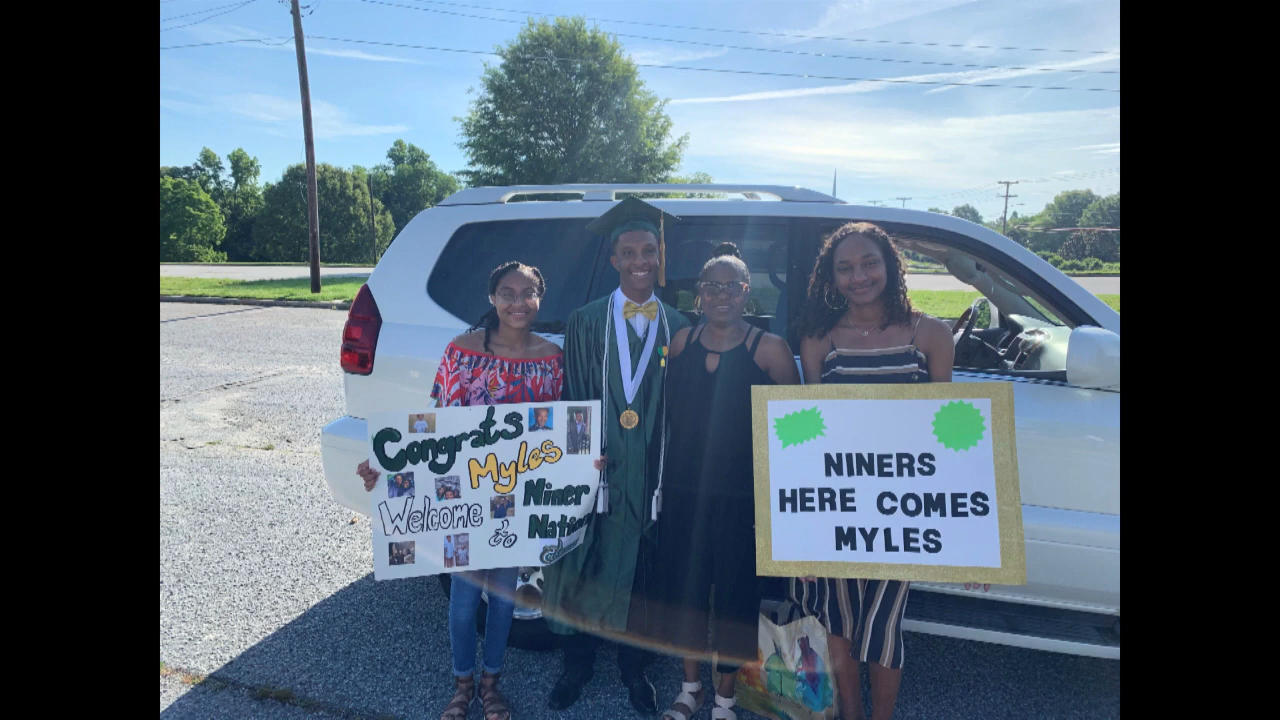 Congrats
Myles
Welcome
Niner
Nation
NINERS
HERE COMES
MYLES